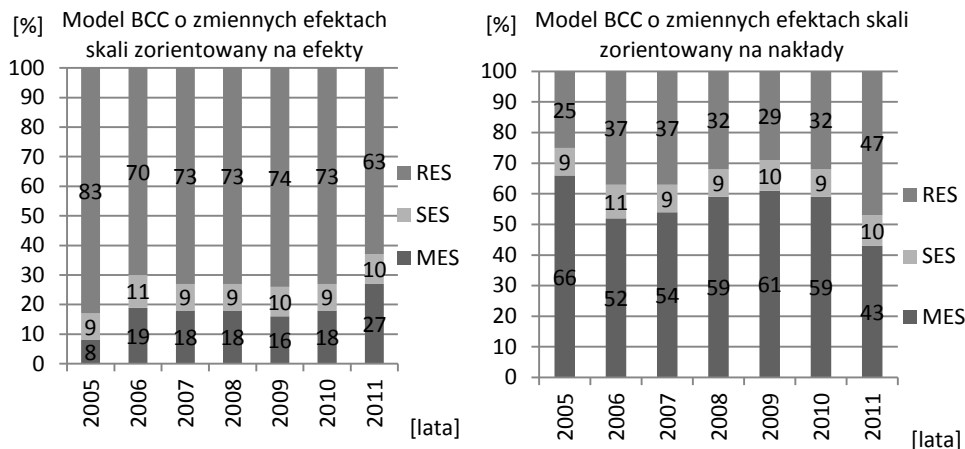 [%] Model BCC o zmiennych efektach
skali zorientowany na efekty
100
90
80
70
60
50
40
30
20
10
0
83 70 73 73 74 73 63
9 11 9 9 10 9 10
8 19 18 18 16 18 27
RES
SES
MES
2005 2006 2007 2008 2009 2010 2011
[lata]
[%] Model BCC o zmiennych efektach skali
zorientowany na nakłady
100
90
80
70
60
50
40
30
20
10
0
25 37 37 32 29 32 47
9 11 9 9 10 9 10
66 52 54 59 61 59 43
RES
SES
MES
2005 2006 2007 2008 2009 2010 2011
[lata]